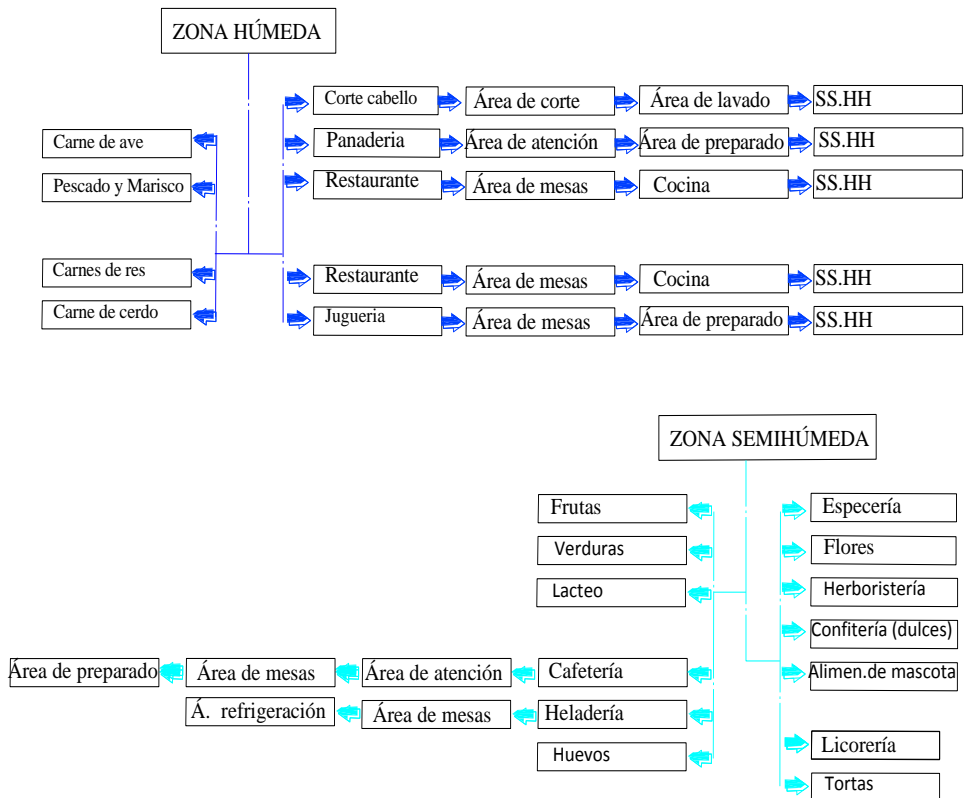 ZONA HÚMEDA
Corte cabello Área de corte Área de lavado SS.HH
Carne de ave Panaderia Área de atención Área de preparado SS.HH
Pescado y Marisco Restaurante Área de mesas Cocina SS.HH
Carnes de res Restaurante Área de mesas Cocina SS.HH
Carne de cerdo Jugueria Área de mesas Área de preparado SS.HH
ZONA SEMIHÚMEDA
Frutas Especería
Verduras Flores
Lacteo Herboristería
Confitería (dulces)
Área de preparado Área de mesas Área de atención Cafetería Alimen.de mascota
Á. refrigeración Área de mesas Heladería
Huevos Licorería
Tortas